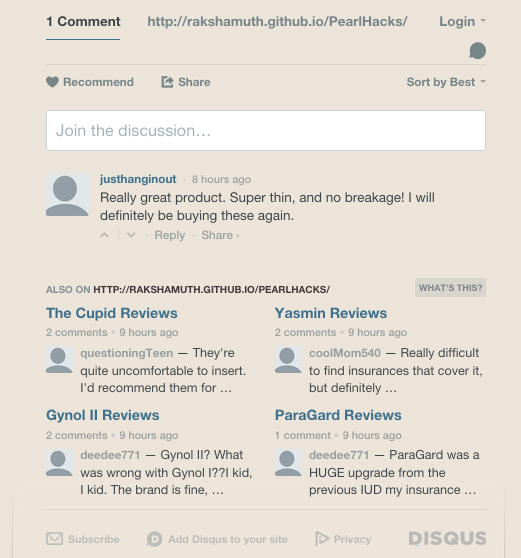 1 Comment http://rakshamuth.github.io/PearlHacks/ Login
Recommend Share Sort by Best
Join the discussion…
justhanginout · 8 hours ago
Really great product. Super thin, and no breakage! I will
definitely be buying these again.
· Reply · Share ›
ALSO ON HTTP://RAKSHAMUTH.GITHUB.IO/PEARLHACKS/ WHAT'S THIS?
The Cupid Reviews
2 comments • 9 hours ago
questioningTeen — They're
quite uncomfortable to insert.
I'd recommend them for …
Yasmin Reviews
2 comments • 9 hours ago
coolMom540 — Really difficult
to find insurances that cover it,
but definitely …
Gynol II Reviews
2 comments • 9 hours ago
deedee771 — Gynol II? What
was wrong with Gynol I??I kid,
I kid. The brand is fine, …
ParaGard Reviews
1 comment • 9 hours ago
deedee771 — ParaGard was a
HUGE upgrade from the
previous IUD my insurance …
Subscribe D Add Disqus to your site Privacy DISQUS